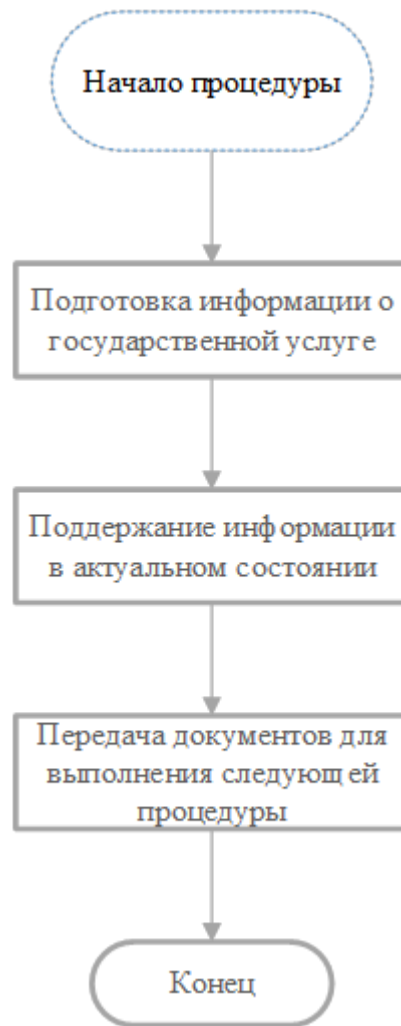 Начало процедуры
Подготовка информации о
государственной услуге
Поддержание информации
в актуальном состоянии
Передача документов для
выполнения следующей
процедуры
Конец